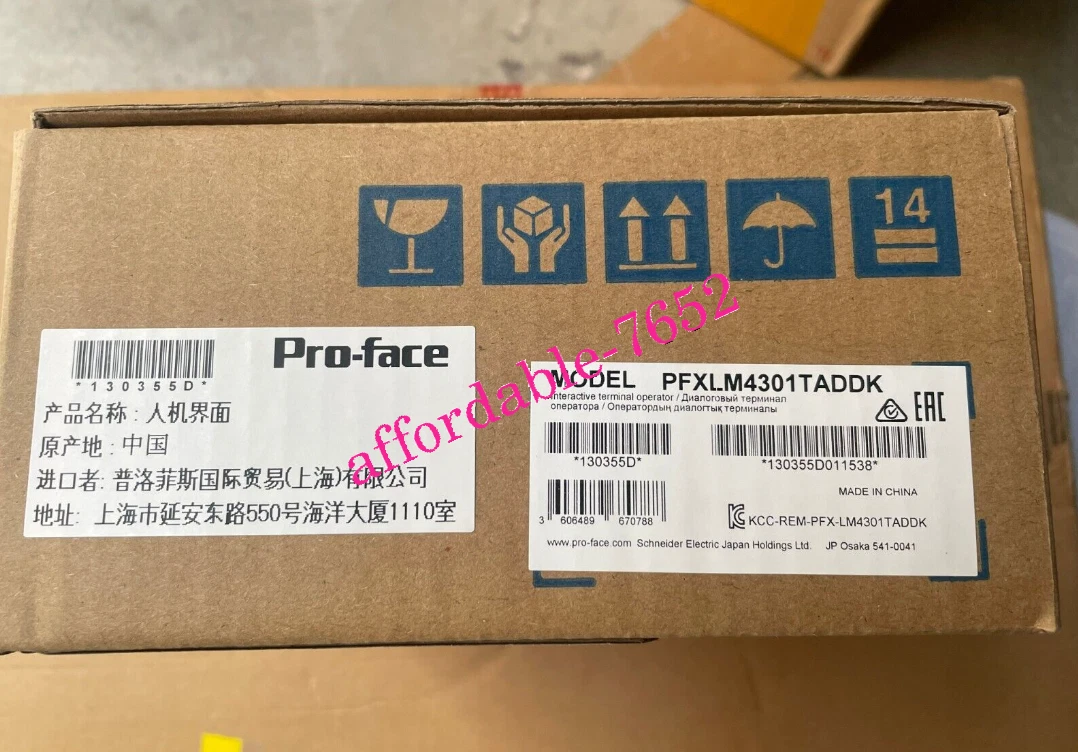 14
Pro-face
*130355D*
产品名称:人机界面
原产地:中国
进口者:普洛菲斯国际贸易(上海)有限公司
地址: 上海市延安东路550号海洋大厦1110室
MODEL PFXLM4301TADDK
Interactive terminal operator / Диалоговый терминал
оператора / Оператордың диалогтық терминалы
EAC
*130355D*
*130355D011538*
MADE IN CHINA
3 606489 670788
KCC-REM-PFX-LM4301TADDK
www.pro-face.com Schneider Electric Japan Holdings Ltd. JP Osaka 541-0041
affordable-7652